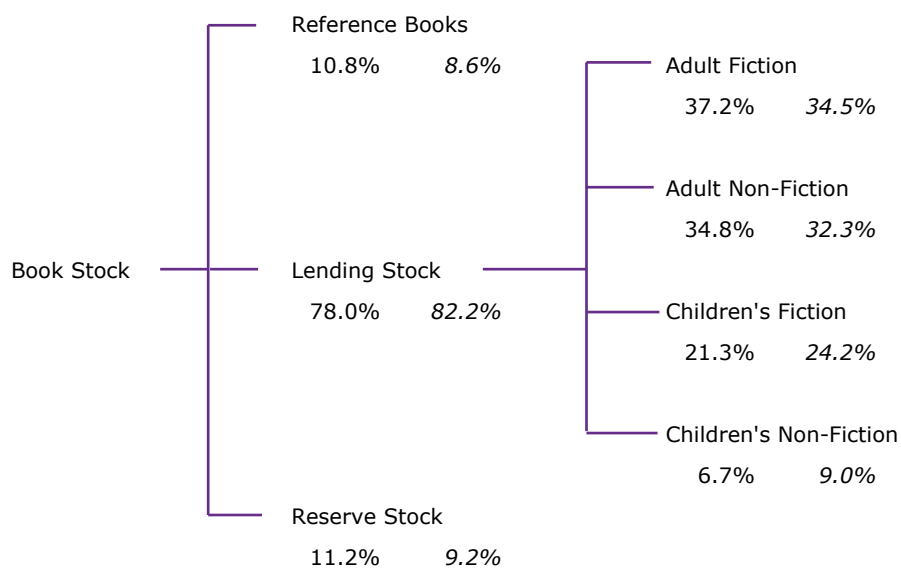 Reference Books
10.8% 8.6%
Adult Fiction
37.2% 34.5%
Adult Non-Fiction
34.8% 32.3%
Book Stock
Lending Stock
78.0% 82.2%
Children's Fiction
21.3% 24.2%
Children's Non-Fiction
6.7% 9.0%
Reserve Stock
11.2% 9.2%